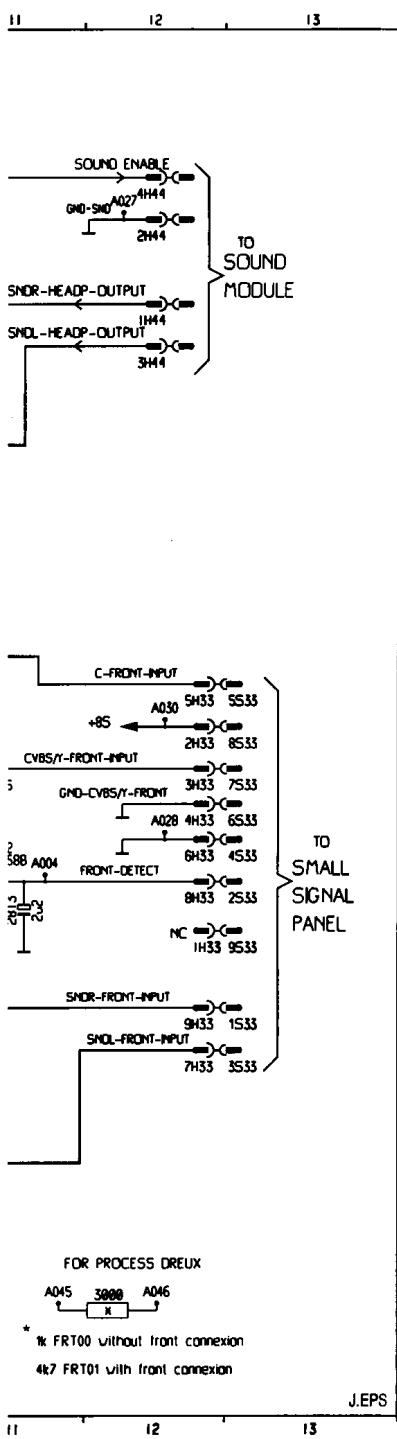 11 12 13
SOUND ENABLE
4H44
GND-SND A027
2H44
TO
SOUND
MODULE
SNDR-HEADP-OUTPUT
1H44
SNDL-HEADP-OUTPUT
3H44
C-FRONT-INPUT
5H33 5S33
+8S A030
2H33 8S33
CVBS/Y-FRONT-INPUT
3H33 7S33
GND-CVBS/Y-FRONT
4H33 6S33
A028
6H33 4S33
TO
SMALL
SIGNAL
PANEL
A004
FRONT-DETECT
8H33 2S33
2n2
NC
1H33 9S33
SNDR-FRONT-INPUT
9H33 1S33
SNDL-FRONT-INPUT
7H33 3S33
FOR PROCESS DREUX
A045 3000 A046
*
* 1k FRT00 without front connexion
4k7 FRT01 with front connexion
J.EPS
11 12 13